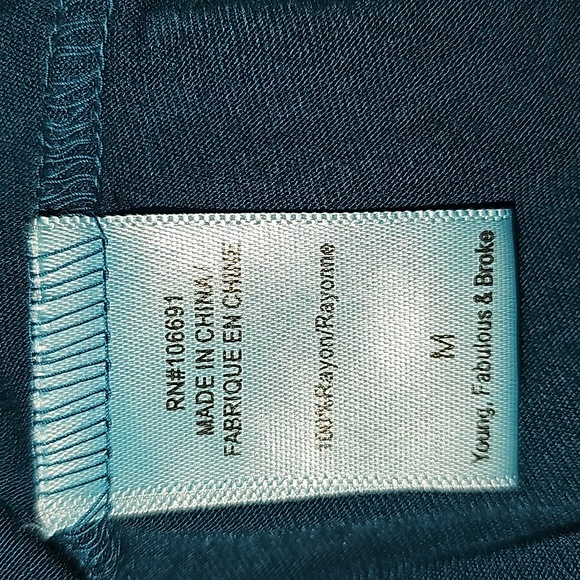 RN#106691
MADE IN CHINA/
FABRIQUE EN CHINE
100%Rayon/Rayonne
M
Young, Fabulous & Broke